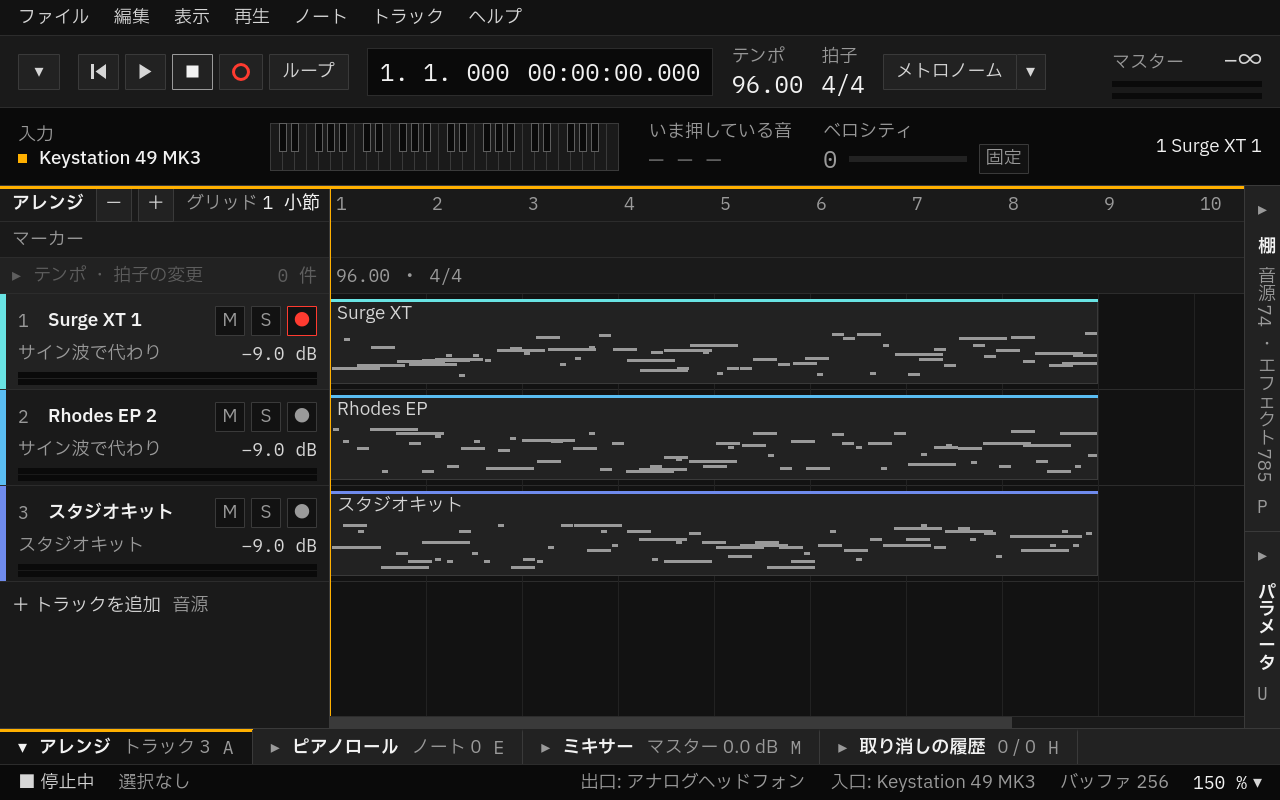 ファイル 編集 表示 再生 ノート トラック ヘルプ
▼ ループ 1. 1. 000 00:00:00.000 テンポ 96.00 拍子 4/4 メトロノーム ▼ マスター −∞
入力
Keystation 49 MK3
いま押している音
— — —
ベロシティ
0 固定
1 Surge XT 1
アレンジ − + グリッド 1 小節 1 2 3 4 5 6 7 8 9 10
マーカー
▶ テンポ · 拍子の変更 0 件 96.00 • 4/4
1 Surge XT 1 M S
サイン波で代わり −9.0 dB
Surge XT
2 Rhodes EP 2 M S
サイン波で代わり −9.0 dB
Rhodes EP
3 スタジオキット M S
スタジオキット −9.0 dB
スタジオキット
+ トラックを追加 音源
▶ 棚 音源 74 · エフェクト 785 P
▶ パラメータ U
▼ アレンジ トラック 3 A ▶ ピアノロール ノート 0 E ▶ ミキサー マスター 0.0 dB M ▶ 取り消しの履歴 0 / 0 H
停止中 選択なし 出口: アナログヘッドフォン 入口: Keystation 49 MK3 バッファ 256 150 % ▼